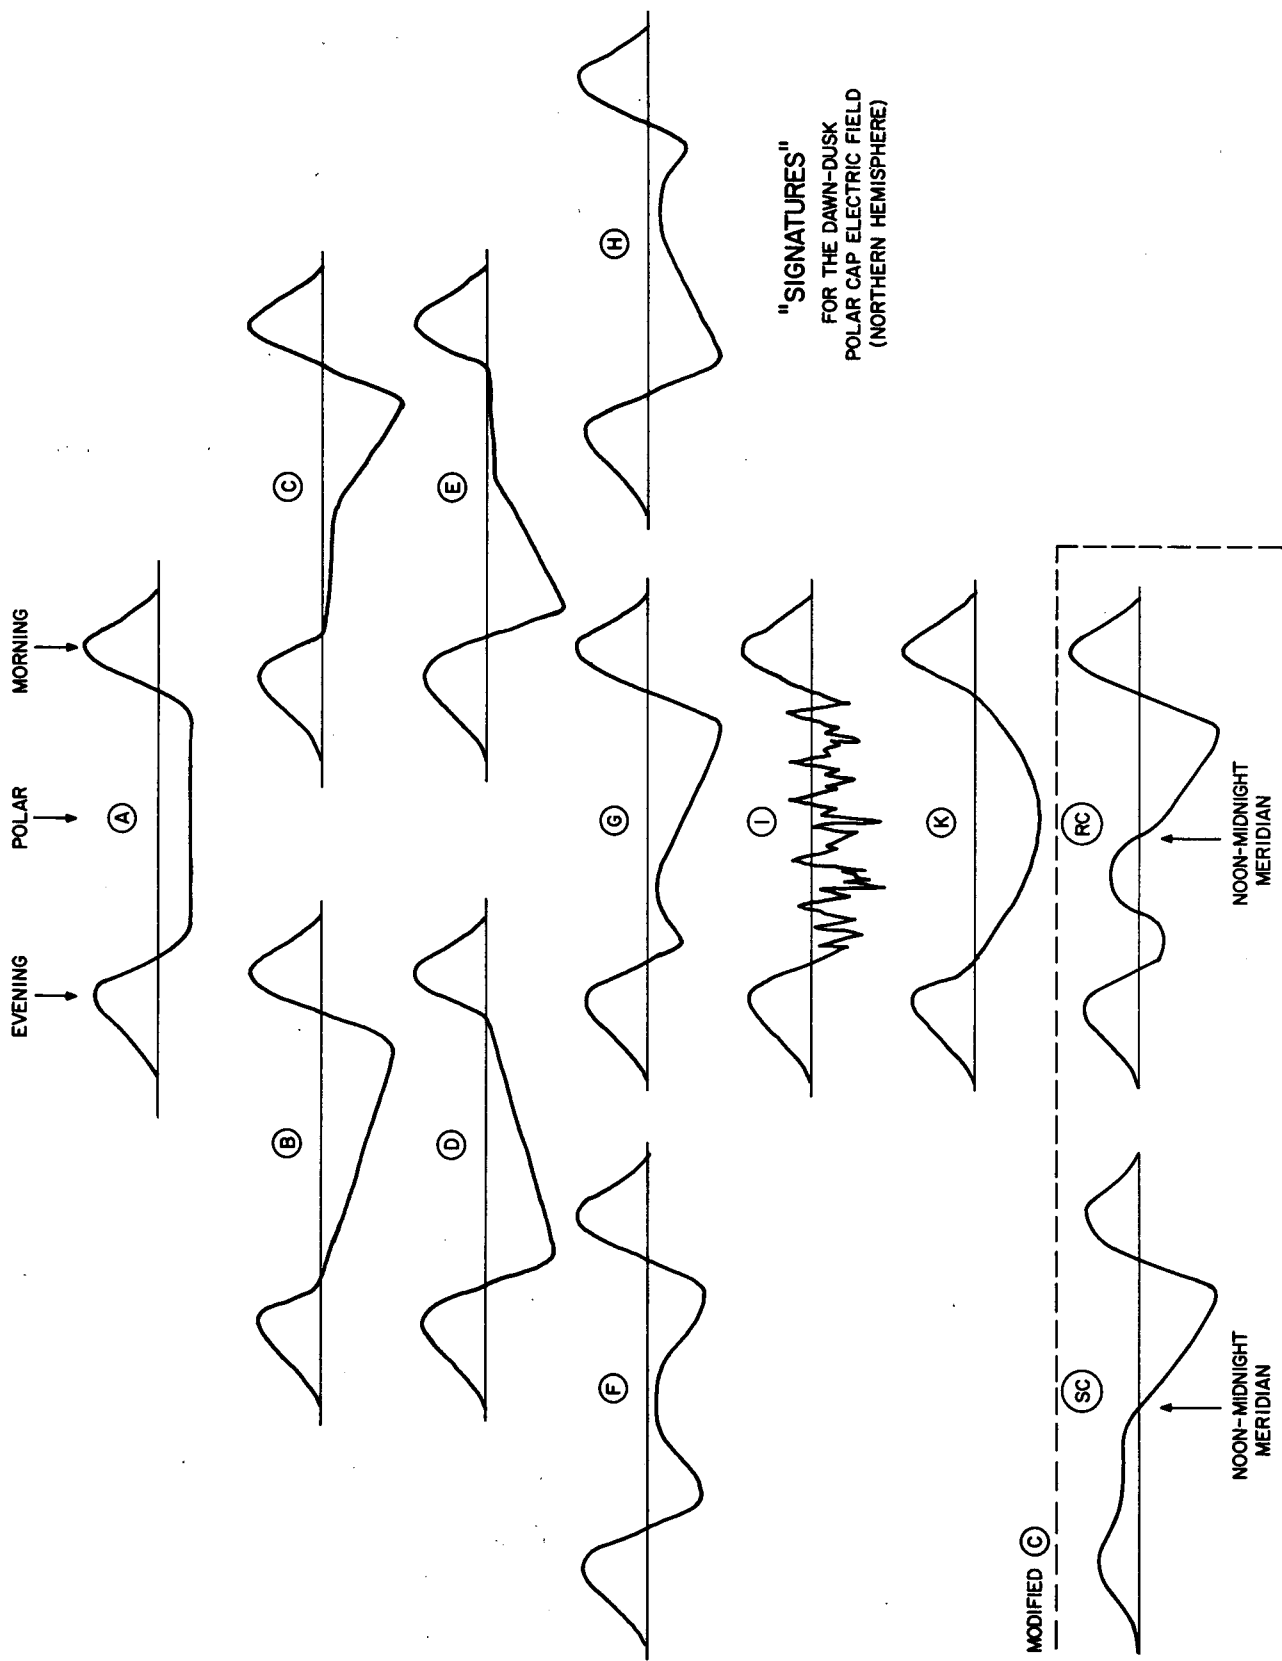 EVENING
POLAR
MORNING
A
B
C
D
E
F
G
H
I
K
"SIGNATURES"
FOR THE DAWN-DUSK
POLAR CAP ELECTRIC FIELD
(NORTHERN HEMISPHERE)
MODIFIED C
SC
RC
NOON-MIDNIGHT
MERIDIAN
NOON-MIDNIGHT
MERIDIAN